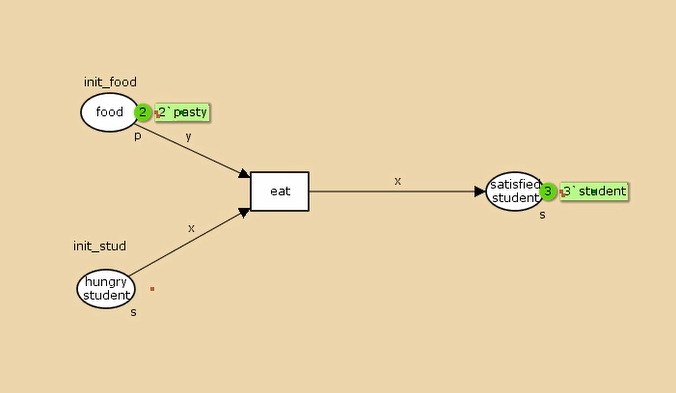 init_food
food
2
2`pasty
p
y
eat
x
satisfied
student
3
3`student
s
x
init_stud
hungry
student
s